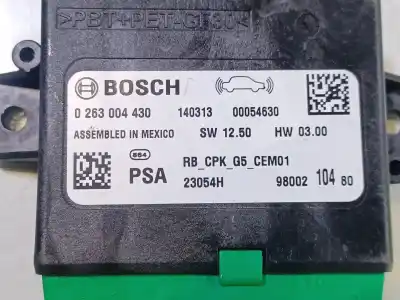 >PBT+PET-GF30<
BOSCH
0 263 004 430 140313 00054630
ASSEMBLED IN MEXICO SW 12.50 HW 03.00
864
PSA
RB_CPK_G5_CEM01
23054H 98002 104 80